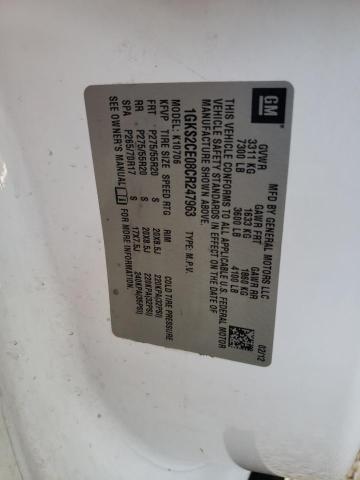 GM
MFD BY GENERAL MOTORS LLC
02/12
GVWR GAWR FRT GAWR RR
3311 KG 1633 KG 1860 KG
7300 LB 3600 LB 4100 LB
THIS VEHICLE CONFORMS TO ALL APPLICABLE U.S. FEDERAL MOTOR
VEHICLE SAFETY STANDARDS IN EFFECT ON THE DATE OF
MANUFACTURE SHOWN ABOVE.
1GKS2CE08CR247963 TYPE: M.P.V.
MODEL: K10706
KFVP TIRE SIZE SPEED RTG RIM COLD TIRE PRESSURE
FRT P275/55R20 S 20X8.5J 220KPA(32PSI)
RR P275/55R20 S 20X8.5J 220KPA(32PSI)
SPA P265/70R17 S 17X7.5J 240KPA(35PSI)
SEE OWNER'S MANUAL